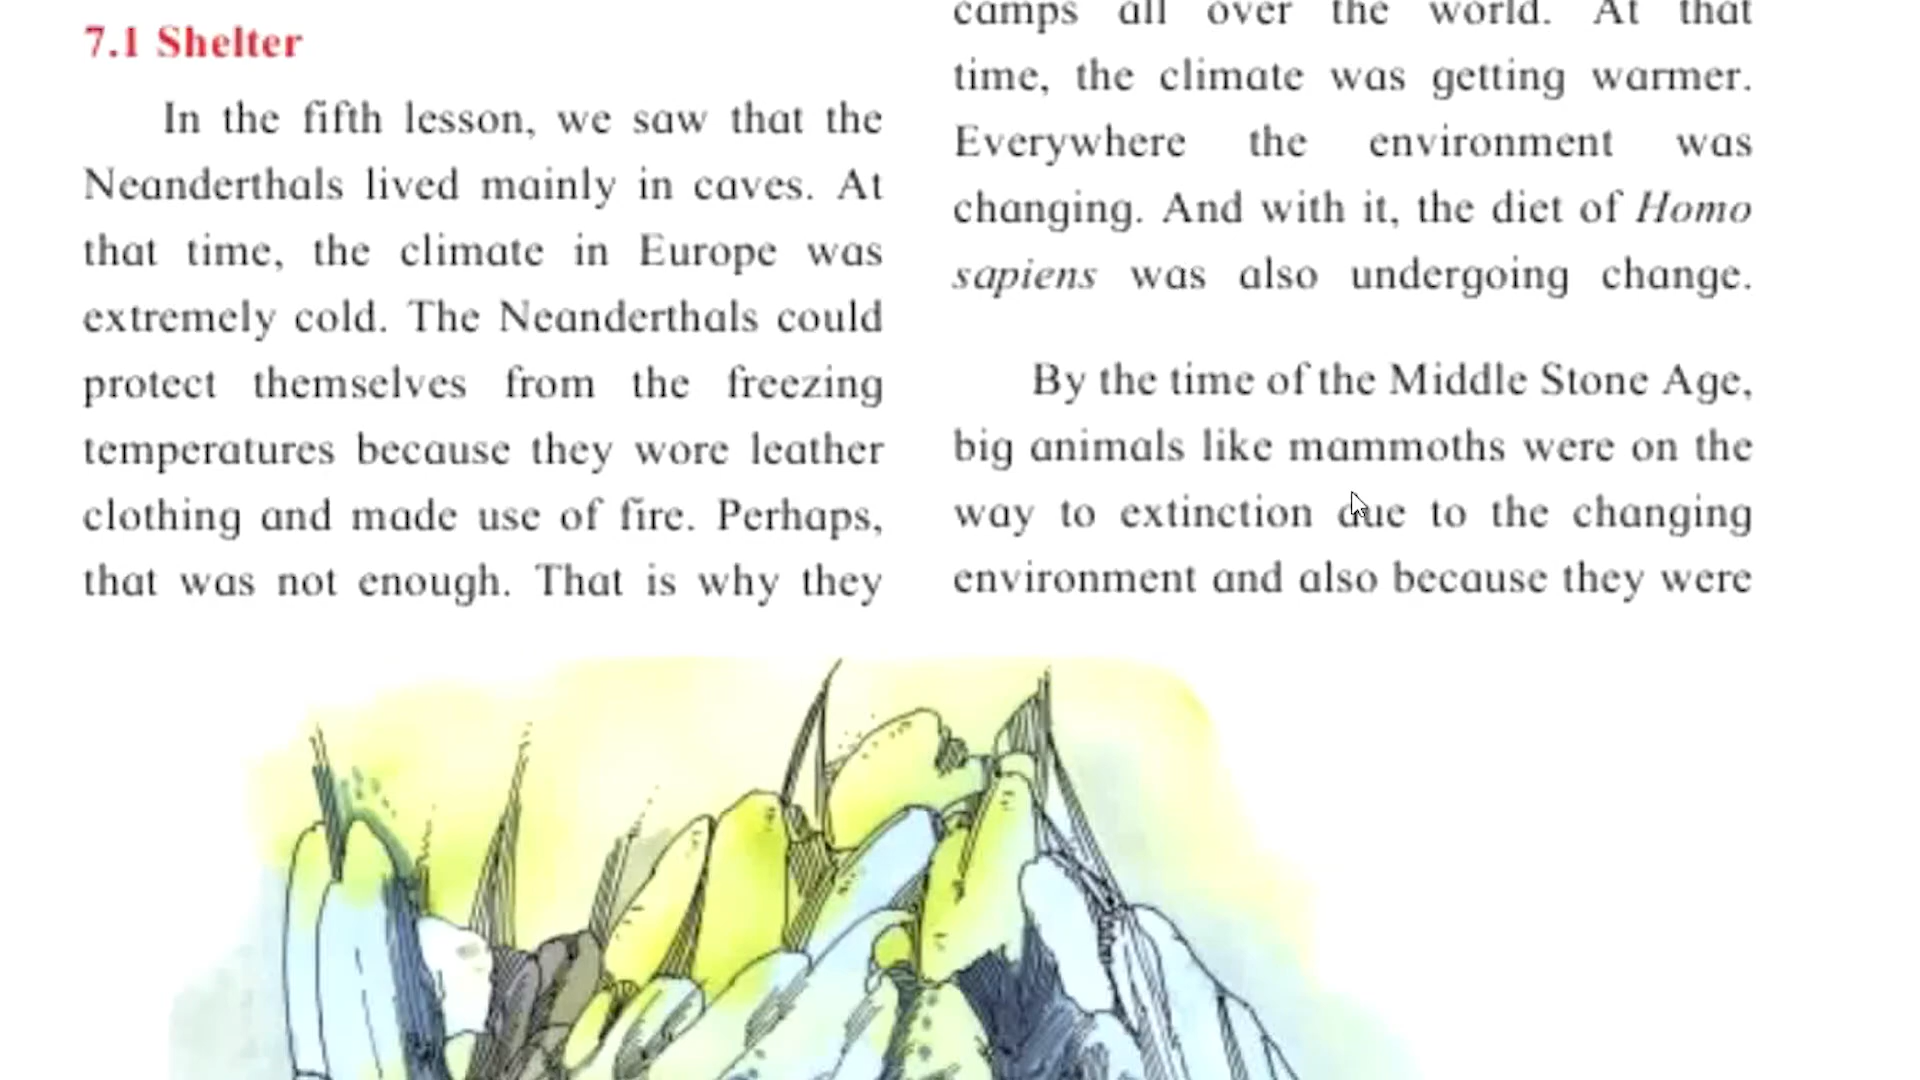 7.1 Shelter
In the fifth lesson, we saw that the
Neanderthals lived mainly in caves. At
that time, the climate in Europe was
extremely cold. The Neanderthals could
protect themselves from the freezing
temperatures because they wore leather
clothing and made use of fire. Perhaps,
that was not enough. That is why they
camps all over the world. At that
time, the climate was getting warmer.
Everywhere the environment was
changing. And with it, the diet of Homo
sapiens was also undergoing change.
By the time of the Middle Stone Age,
big animals like mammoths were on the
way to extinction due to the changing
environment and also because they were